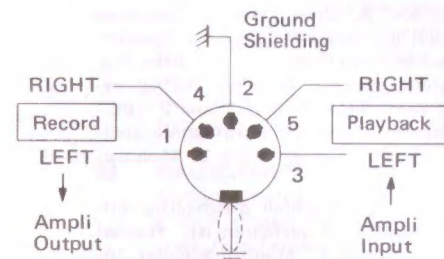 Ground
Shielding
RIGHT
4
2
5
RIGHT
Record
Playback
1
LEFT
3
LEFT
Ampli
Output
Ampli
Input